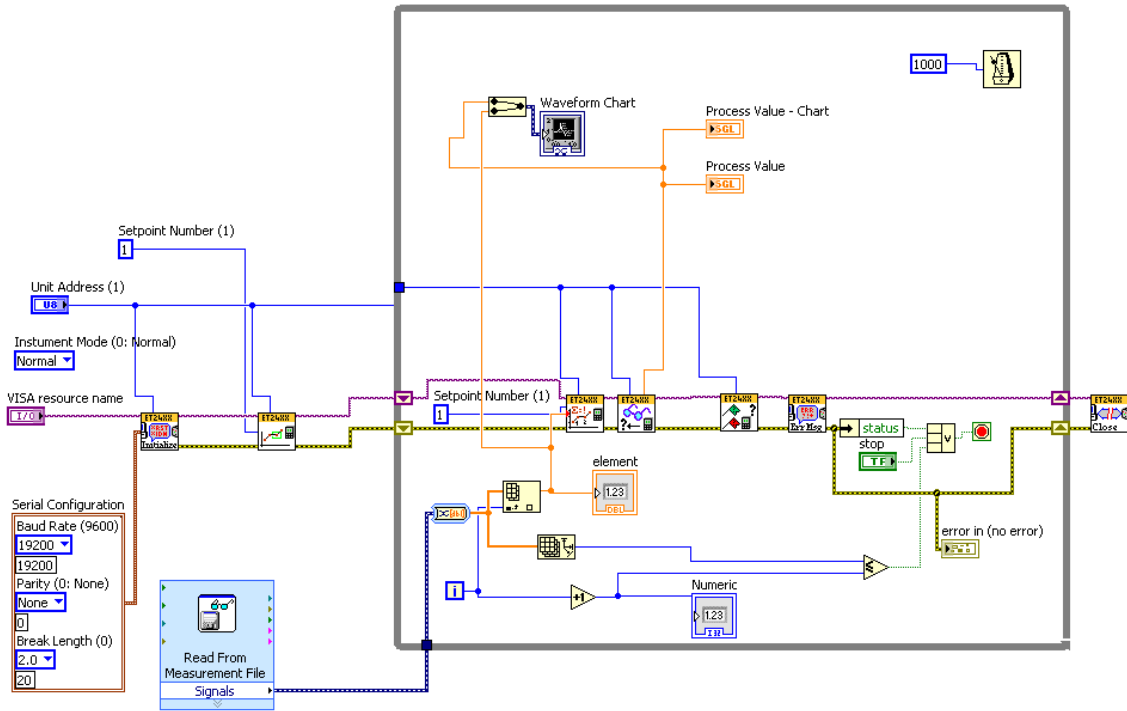 1000
Waveform Chart
Process Value - Chart
SGL
Process Value
SGL
Setpoint Number (1)
1
Unit Address (1)
U8
Instument Mode (0: Normal)
Normal
VISA resource name
I/O
ET24XX
Initialize
ET24XX
Setpoint Number (1)
1
ET24XX
ET24XX
ET24XX
ET24XX
Err Msg
ET24XX
Close
status
stop
TF
element
1.23
DBL
error in (no error)
Serial Configuration
Baud Rate (9600)
19200
19200
Parity (0: None)
None
0
Break Length (0)
2.0
20
i
+1
Numeric
1.23
Read From
Measurement File
Signals